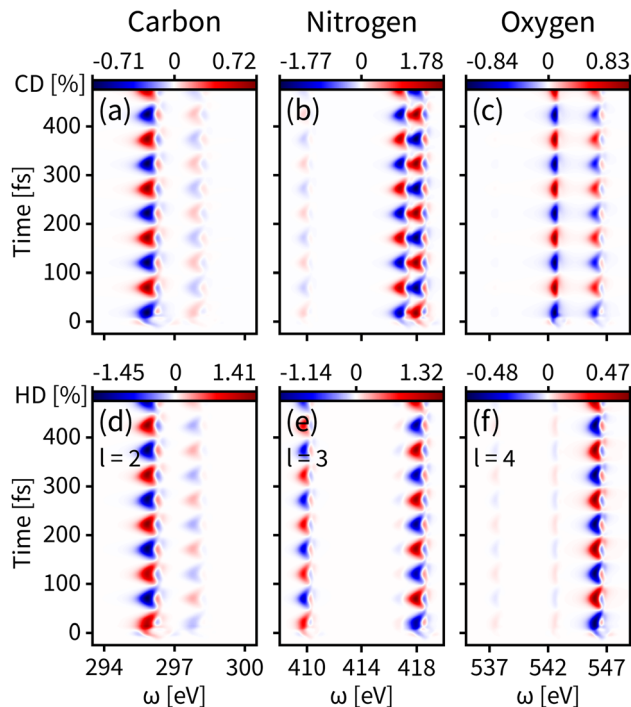 Carbon Nitrogen Oxygen
-0.71 0 0.72 -1.77 0 1.78 -0.84 0 0.83
CD [%]
(a) (b) (c)
400
300
200
100
0
Time [fs]
-1.45 0 1.41 -1.14 0 1.32 -0.48 0 0.47
HD [%]
(d) (e) (f)
l = 2 l = 3 l = 4
400
300
200
100
0
Time [fs]
294 297 300 410 414 418 537 542 547
ω [eV] ω [eV] ω [eV]